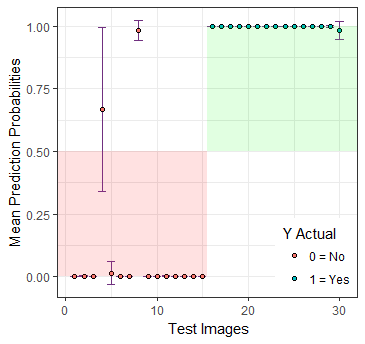 1.00
0.75
0.50
0.25
0.00
Mean Prediction Probabilities
Y Actual
0 = No
1 = Yes
0
10
20
30
Test Images